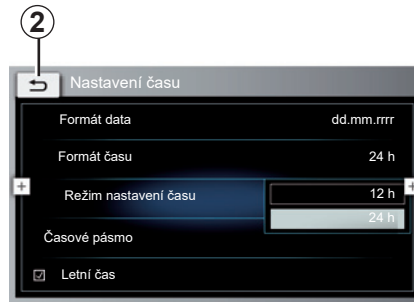 2
Nastavení času
Formát data dd.mm.rrrr
Formát času 24 h
Režim nastavení času 12 h
24 h
Časové pásmo
Letní čas